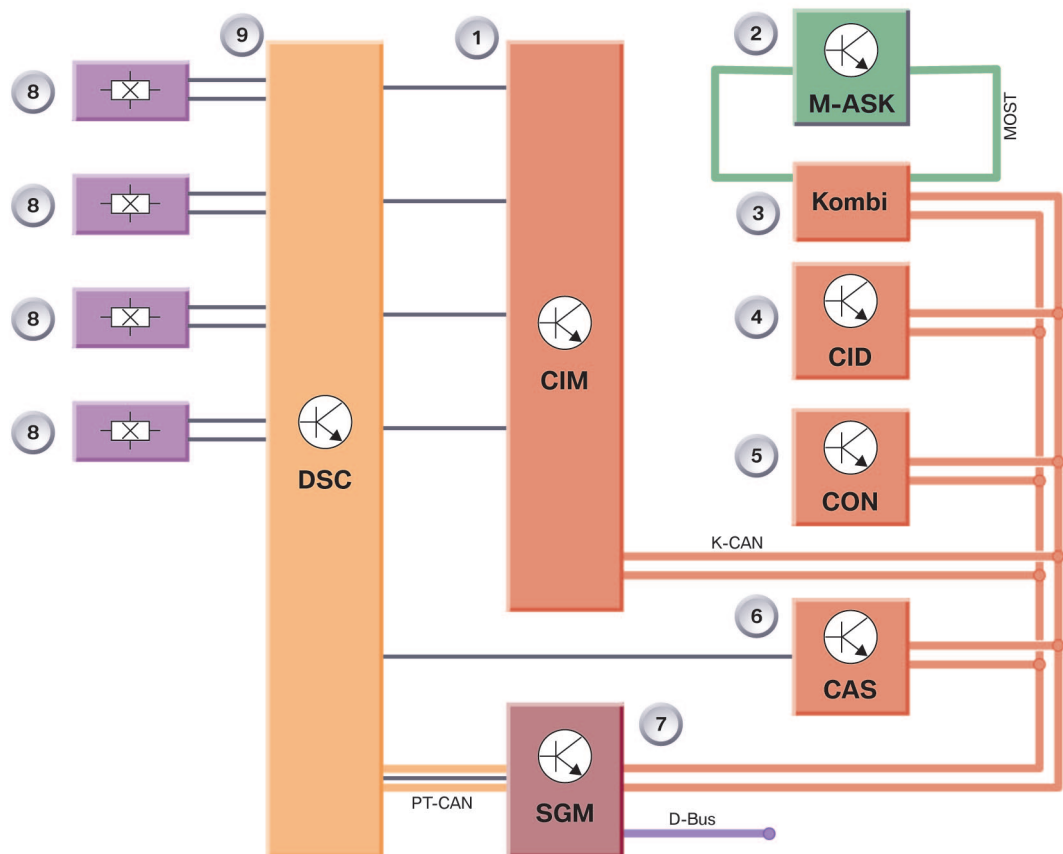 9
1
2
8
M-ASK
MOST
8
3
Kombi
8
4
CID
CIM
8
DSC
5
CON
K-CAN
6
CAS
7
PT-CAN
SGM
D-Bus